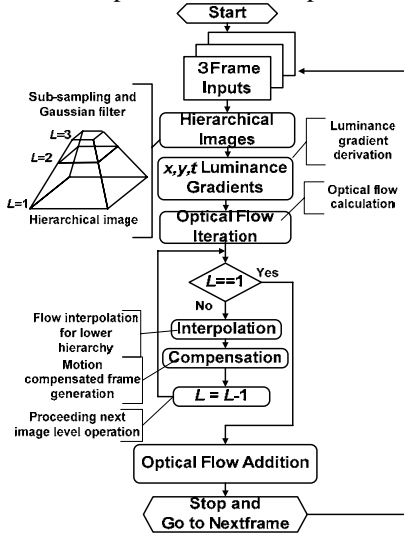 Start
3Frame
Inputs
Sub-sampling and
Gaussian filter
L=3
L=2
L=1
Hierarchical image
Hierarchical
Images
Luminance
gradient
derivation
x,y,t Luminance
Gradients
Optical flow
calculation
Optical Flow
Iteration
L==1
Yes
No
Flow interpolation
for lower
hierarchy
Interpolation
Motion
compensated frame
generation
Compensation
Proceeding next
image level operation
L = L-1
Optical Flow Addition
Stop and
Go to Nextframe